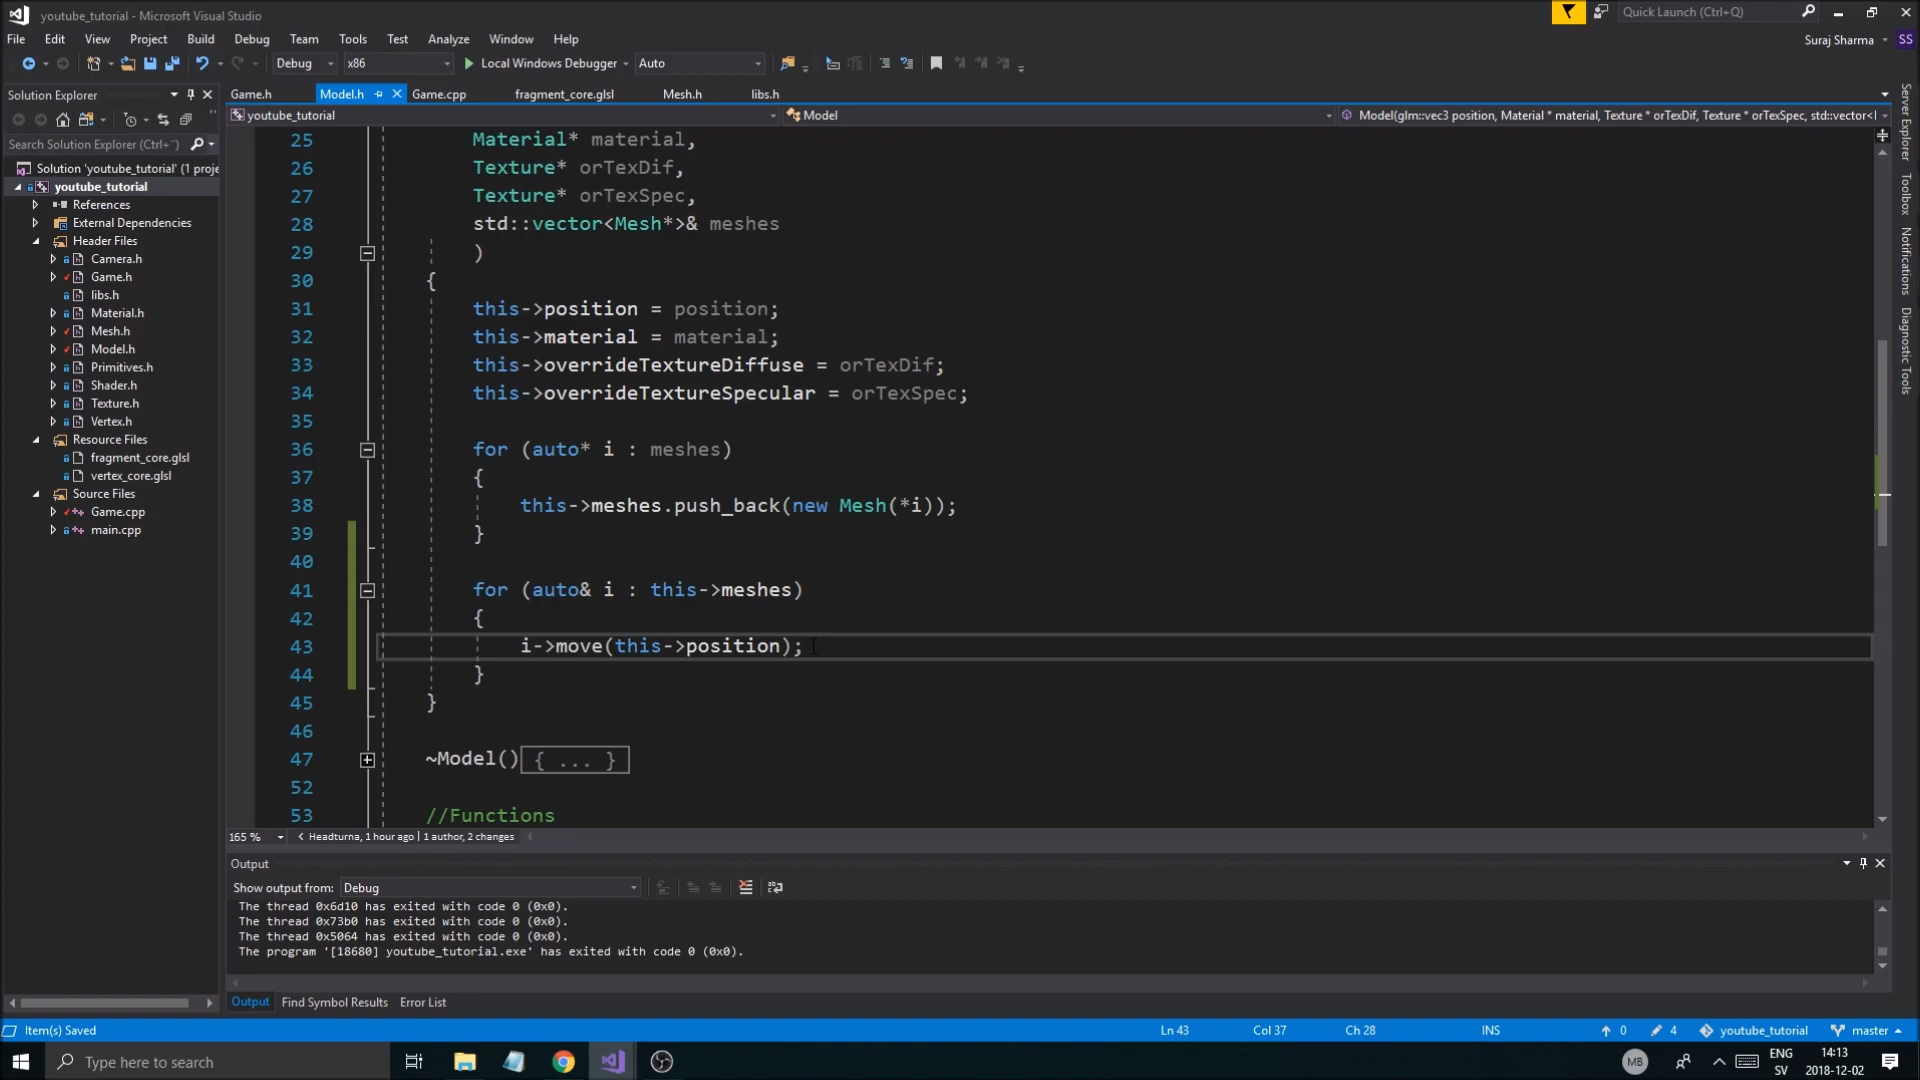 youtube_tutorial - Microsoft Visual Studio
Quick Launch (Ctrl+Q)
File Edit View Project Build Debug Team Tools Test Analyze Window Help
Suraj Sharma
SS
Debug
x86
Local Windows Debugger
Auto
Solution Explorer
Game.h Model.h Game.cpp fragment_core.glsl Mesh.h libs.h
youtube_tutorial
Model
Model(glm::vec3 position, Material * material, Texture * orTexDif, Texture * orTexSpec, std::vector<
Search Solution Explorer (Ctrl+¨)
Solution 'youtube_tutorial' (1 proje
youtube_tutorial
References
External Dependencies
Header Files
Camera.h
Game.h
libs.h
Material.h
Mesh.h
Model.h
Primitives.h
Shader.h
Texture.h
Vertex.h
Resource Files
fragment_core.glsl
vertex_core.glsl
Source Files
Game.cpp
main.cpp
25 Material* material,
26 Texture* orTexDif,
27 Texture* orTexSpec,
28 std::vector<Mesh*>& meshes
29 )
30 {
31 this->position = position;
32 this->material = material;
33 this->overrideTextureDiffuse = orTexDif;
34 this->overrideTextureSpecular = orTexSpec;
35
36 for (auto* i : meshes)
37 {
38 this->meshes.push_back(new Mesh(*i));
39 }
40
41 for (auto& i : this->meshes)
42 {
43 i->move(this->position);
44 }
45 }
46
47 ~Model(){ ... }
52
53 //Functions
Server Explorer
Toolbox
Notifications
Diagnostic Tools
165 %
Headturna, 1 hour ago | 1 author, 2 changes
Output
Show output from: Debug
The thread 0x6d10 has exited with code 0 (0x0).
The thread 0x73b0 has exited with code 0 (0x0).
The thread 0x5064 has exited with code 0 (0x0).
The program '[18680] youtube_tutorial.exe' has exited with code 0 (0x0).
Output Find Symbol Results Error List
Item(s) Saved
Ln 43 Col 37 Ch 28 INS
0 4 youtube_tutorial master
Type here to search
MB
ENG
SV
14:13
2018-12-02